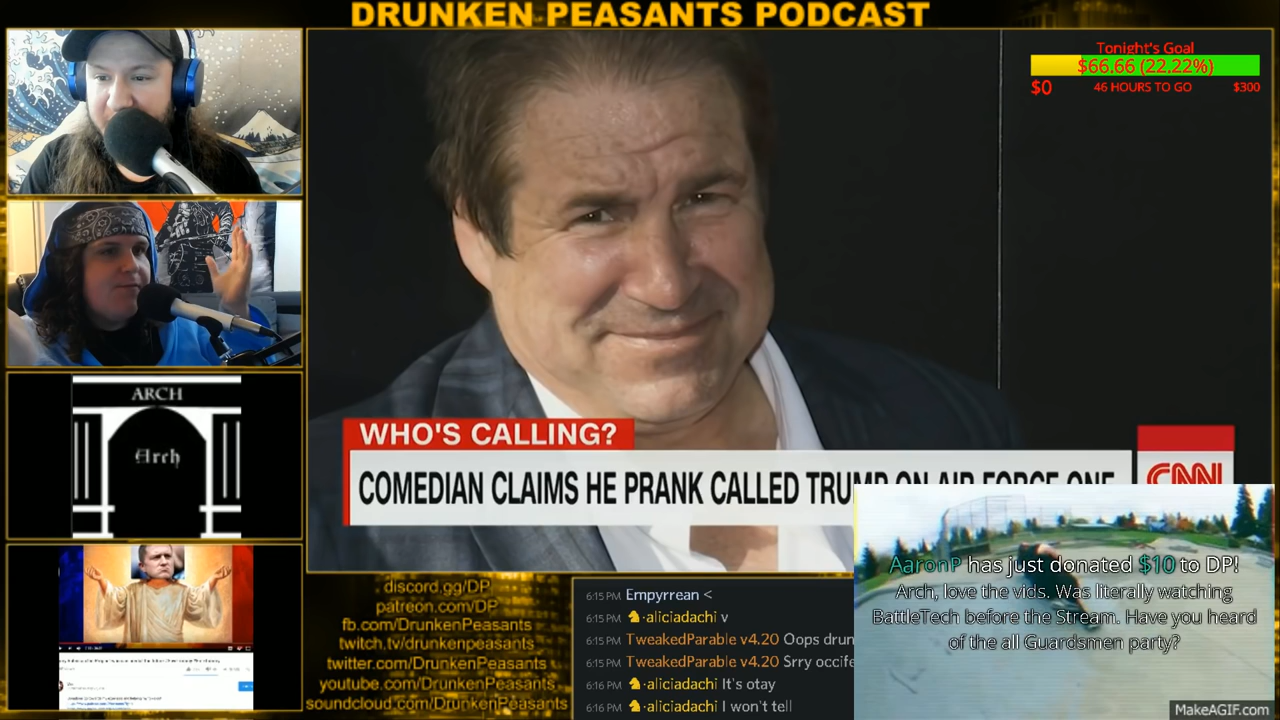 DRUNKEN PEASANTS PODCAST
Tonight's Goal
$66.66 (22.22%)
$0 46 HOURS TO GO $300
ARCH
Arch
WHO'S CALLING?
COMEDIAN CLAIMS HE PRANK CALLED TRUMP ON AIR FORCE ONE
CNN
AaronP has just donated $10 to DP!
Arch, love the vids. Was literally watching
BattleTech before the Stream. Have you heard
of the all Guardsmen party?
discord.gg/DP
patreon.com/DP
fb.com/DrunkenPeasants
twitch.tv/drunkenpeasants
twitter.com/DrunkenPeasants
youtube.com/DrunkenPeasants
soundcloud.com/DrunkenPeasants
6:15 PM Empyrrean <
6:15 PM aliciadachi v
6:15 PM TweakedParable v4.20 Oops drun
6:15 PM TweakedParable v4.20 Srry occife
6:16 PM aliciadachi It's otay
6:16 PM aliciadachi I won't tell
MakeAGIF.com